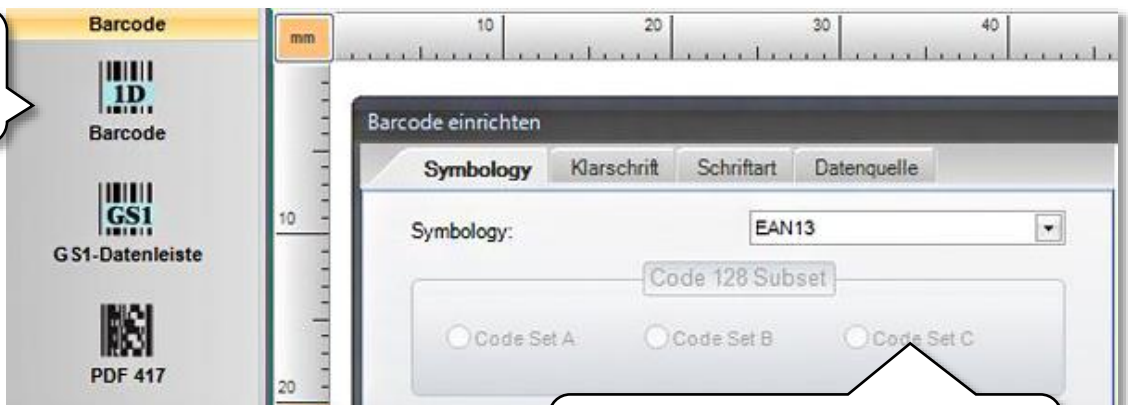 Barcode
1D
Barcode
GS1
GS1-Datenleiste
PDF 417
mm
10 20 30 40
10
20
Barcode einrichten
Symbology Klarschrift Schriftart Datenquelle
Symbology: EAN13
Code 128 Subset
Code Set A Code Set B Code Set C